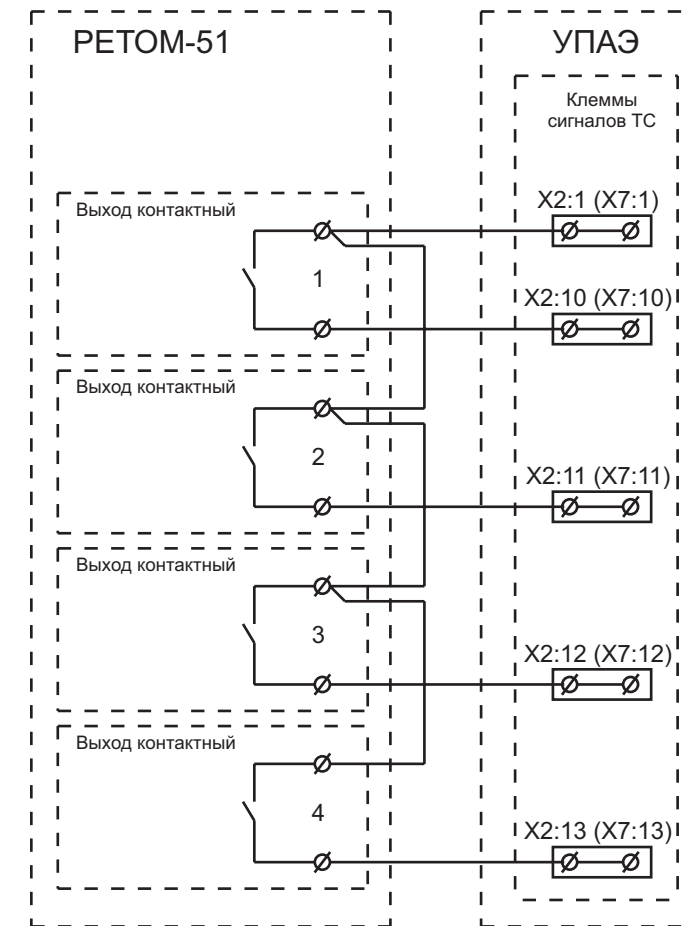 РЕТОМ-51
УПАЭ
Клеммы
сигналов ТС
Выход контактный
1
X2:1 (X7:1)
X2:10 (X7:10)
Выход контактный
2
X2:11 (X7:11)
Выход контактный
3
X2:12 (X7:12)
Выход контактный
4
X2:13 (X7:13)